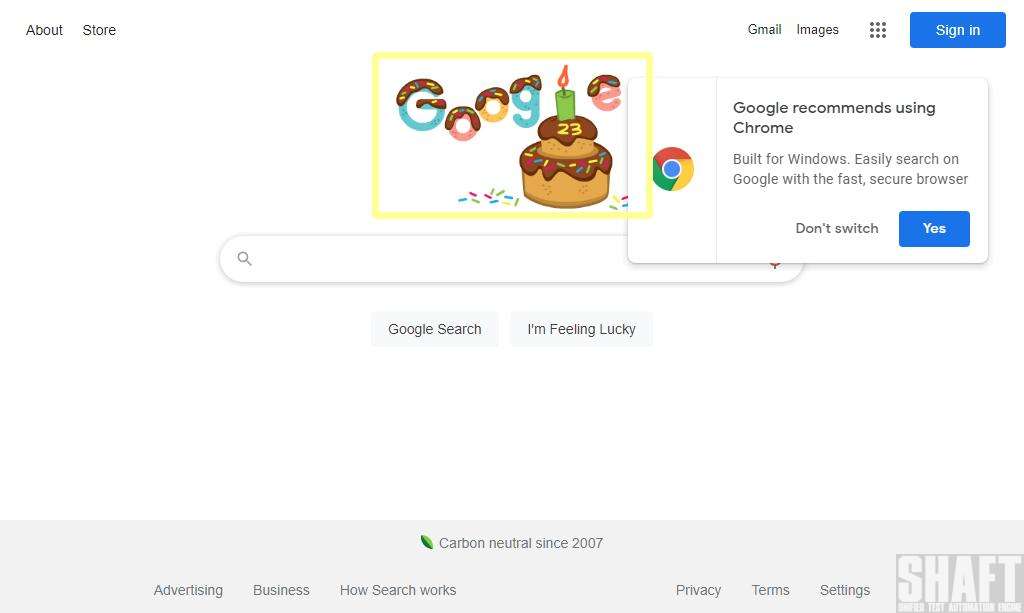 About Store
Gmail Images
Sign in
Google
23
Google recommends using
Chrome
Built for Windows. Easily search on
Google with the fast, secure browser
Don't switch
Yes
Google Search
I'm Feeling Lucky
Carbon neutral since 2007
Advertising Business How Search works
Privacy Terms Settings
SHAFT
UNIFIED TEST AUTOMATION ENGINE